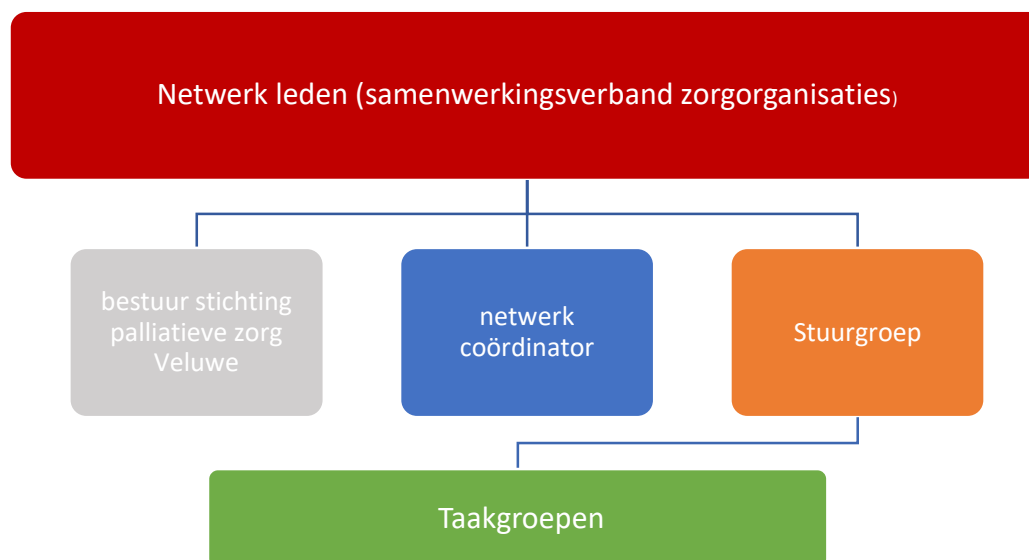 Netwerk leden (samenwerkingsverband zorgorganisaties)
bestuur stichting
palliatieve zorg
Veluwe
netwerk
coördinator
Stuurgroep
Taakgroepen